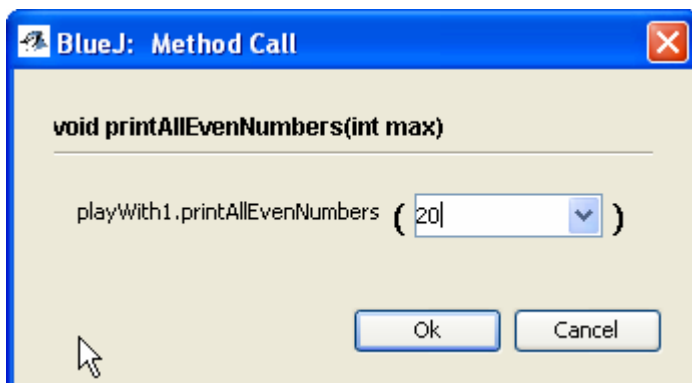 BlueJ: Method Call
void printAllEvenNumbers(int max)
playWith1.printAllEvenNumbers ( 20 )
Ok Cancel